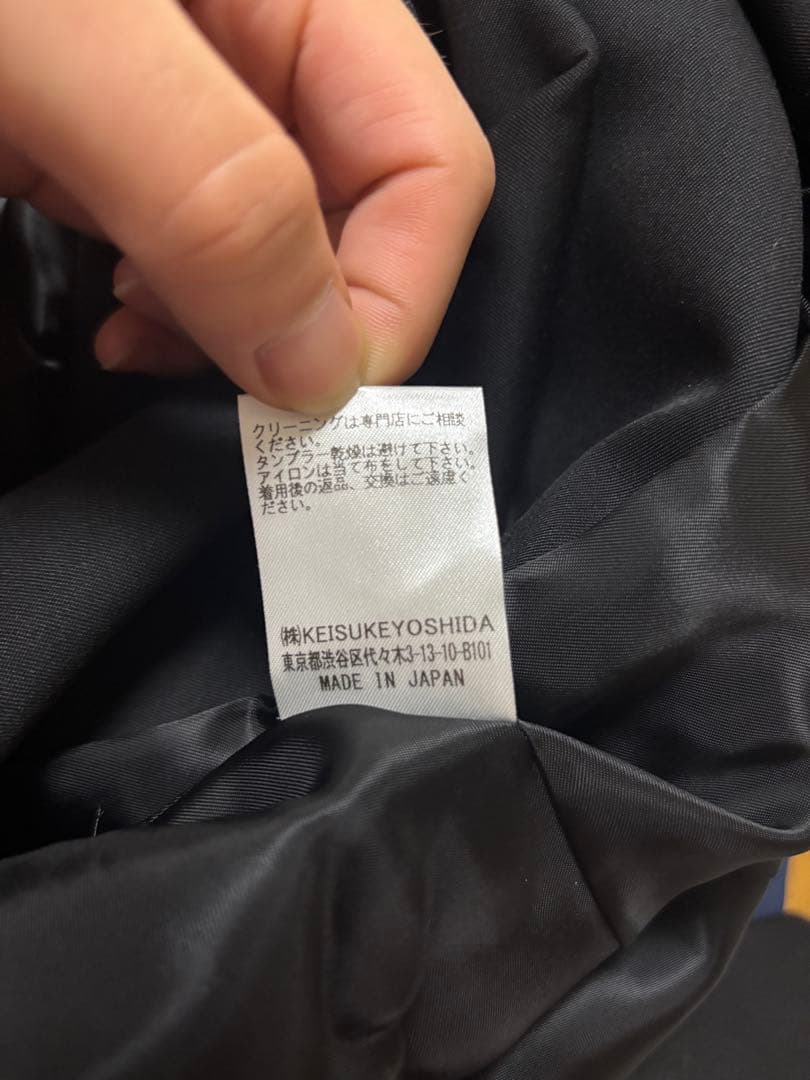 クリーニングは専門店にご相談
ください。
タンブラー乾燥は避けて下さい。
アイロンは当て布をして下さい。
着用後の返品、交換はご遠慮く
ださい。
㈱KEISUKEYOSHIDA
東京都渋谷区代々木3-13-10-B101
MADE IN JAPAN